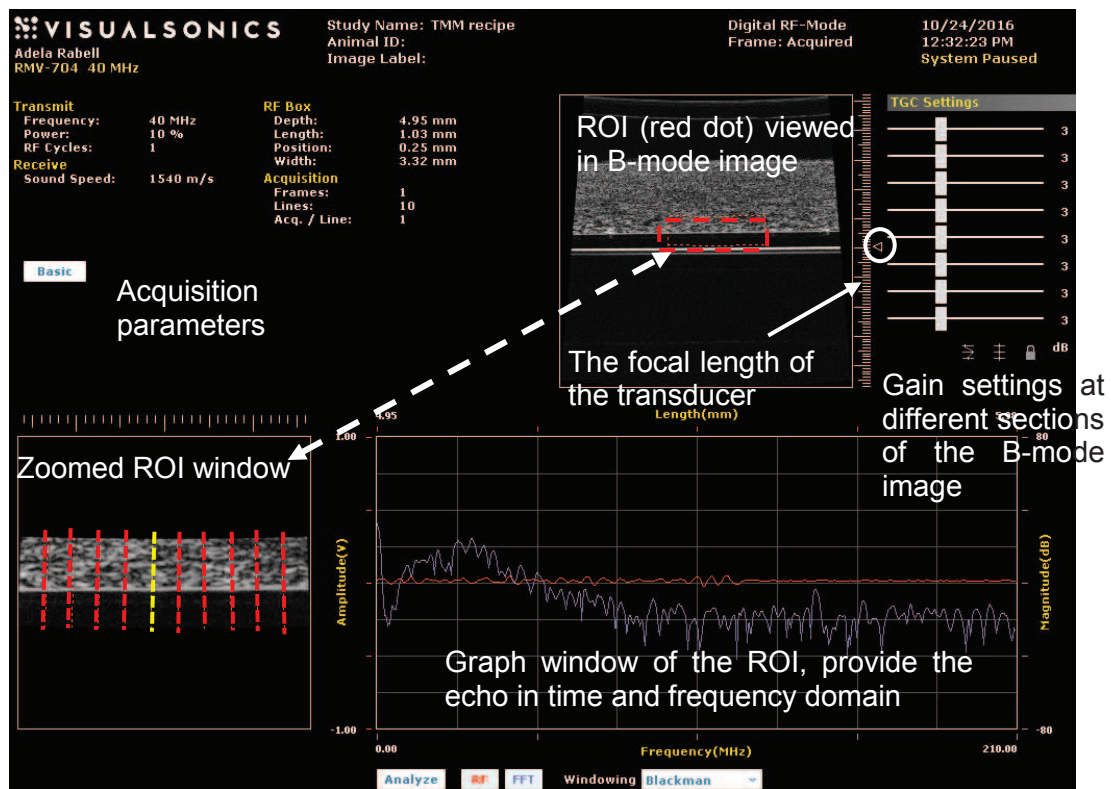 VISUALSONICS
Adela Rabell
RMV-704 40 MHz
Study Name: TMM recipe
Animal ID:
Image Label:
Digital RF-Mode
Frame: Acquired
10/24/2016
12:32:23 PM
System Paused
Transmit
Frequency: 40 MHz
Power: 10 %
RF Cycles: 1
Receive
Sound Speed: 1540 m/s
RF Box
Depth: 4.95 mm
Length: 1.03 mm
Position: 0.25 mm
Width: 3.32 mm
Acquisition
Frames: 1
Lines: 10
Acq. / Line: 1
Basic
Acquisition
parameters
ROI (red dot) viewed
in B-mode image
The focal length of
the transducer
TGC Settings
3
3
3
3
3
3
3
3
dB
Gain settings at
different sections
of the B-mode
image
Zoomed ROI window
4.95
Length(mm)
1.00
80
Amplitude(V)
Magnitude(dB)
Graph window of the ROI, provide the
echo in time and frequency domain
-1.00
-80
0.00
Frequency(MHz)
210.00
Analyze
RF
FFT
Windowing
Blackman